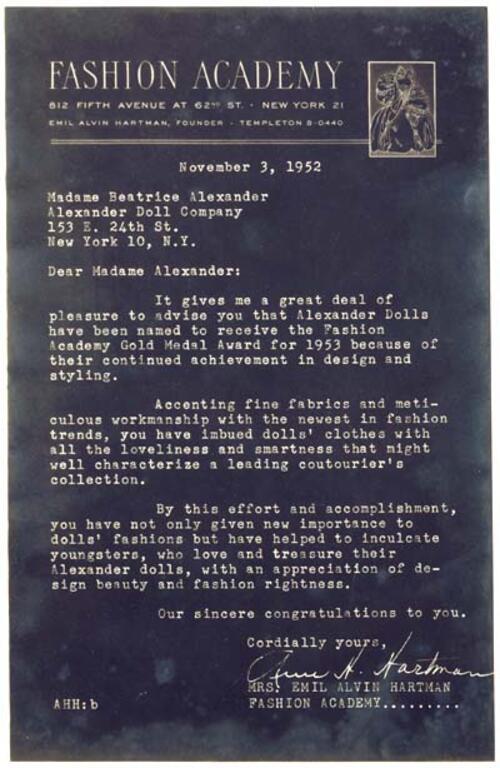 FASHION ACADEMY
812 FIFTH AVENUE AT 62ND ST. · NEW YORK 21
EMIL ALVIN HARTMAN, FOUNDER · TEMPLETON 8-0440
November 3, 1952
Madame Beatrice Alexander
Alexander Doll Company
153 E. 24th St.
New York 10, N.Y.
Dear Madame Alexander:
It gives me a great deal of
pleasure to advise you that Alexander Dolls
have been named to receive the Fashion
Academy Gold Medal Award for 1953 because of
their continued achievement in design and
styling.
Accenting fine fabrics and meti-
culous workmanship with the newest in fashion
trends, you have imbued dolls' clothes with
all the loveliness and smartness that might
well characterize a leading coutourier's
collection.
By this effort and accomplishment,
you have not only given new importance to
dolls' fashions but have helped to inculcate
youngsters, who love and treasure their
Alexander dolls, with an appreciation of de-
sign beauty and fashion rightness.
Our sincere congratulations to you.
Cordially yours,
Anne H. Hartman
MRS. EMIL ALVIN HARTMAN
AHH:b FASHION ACADEMY.........